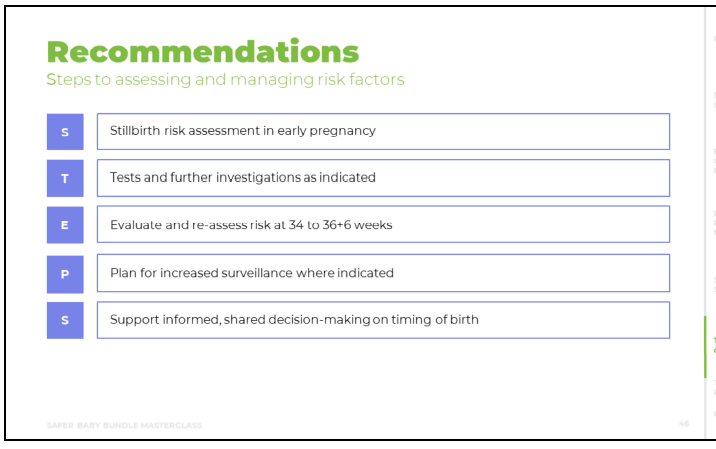 Recommendations
Steps to assessing and managing risk factors
S Stillbirth risk assessment in early pregnancy
T Tests and further investigations as indicated
E Evaluate and re-assess risk at 34 to 36+6 weeks
P Plan for increased surveillance where indicated
S Support informed, shared decision-making on timing of birth
SAFER BABY BUNDLE MASTERCLASS 46